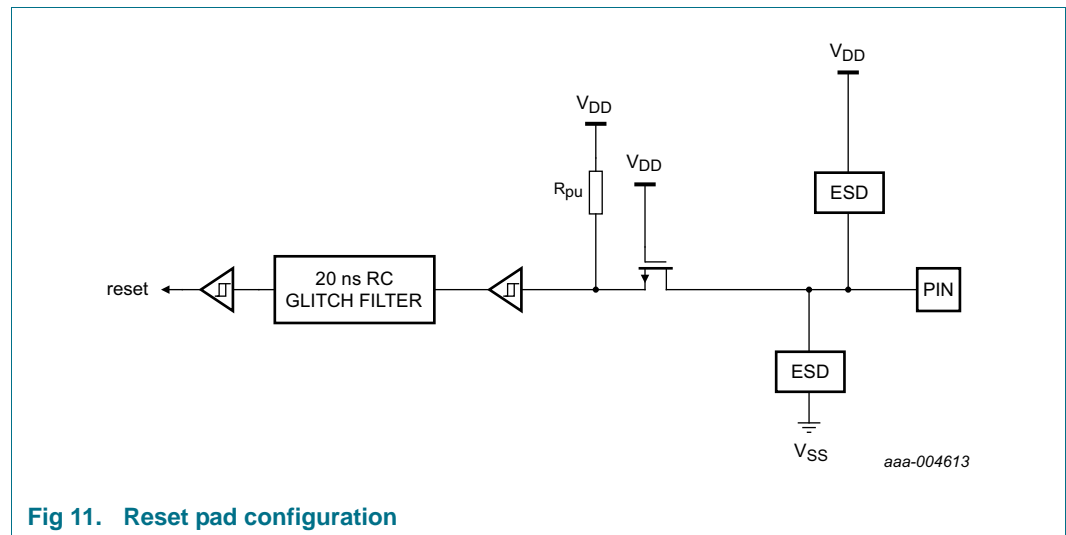 VDD
VDD
VDD
ESD
Rpu
reset
20 ns RC
GLITCH FILTER
PIN
ESD
VSS
aaa-004613
Fig 11. Reset pad configuration